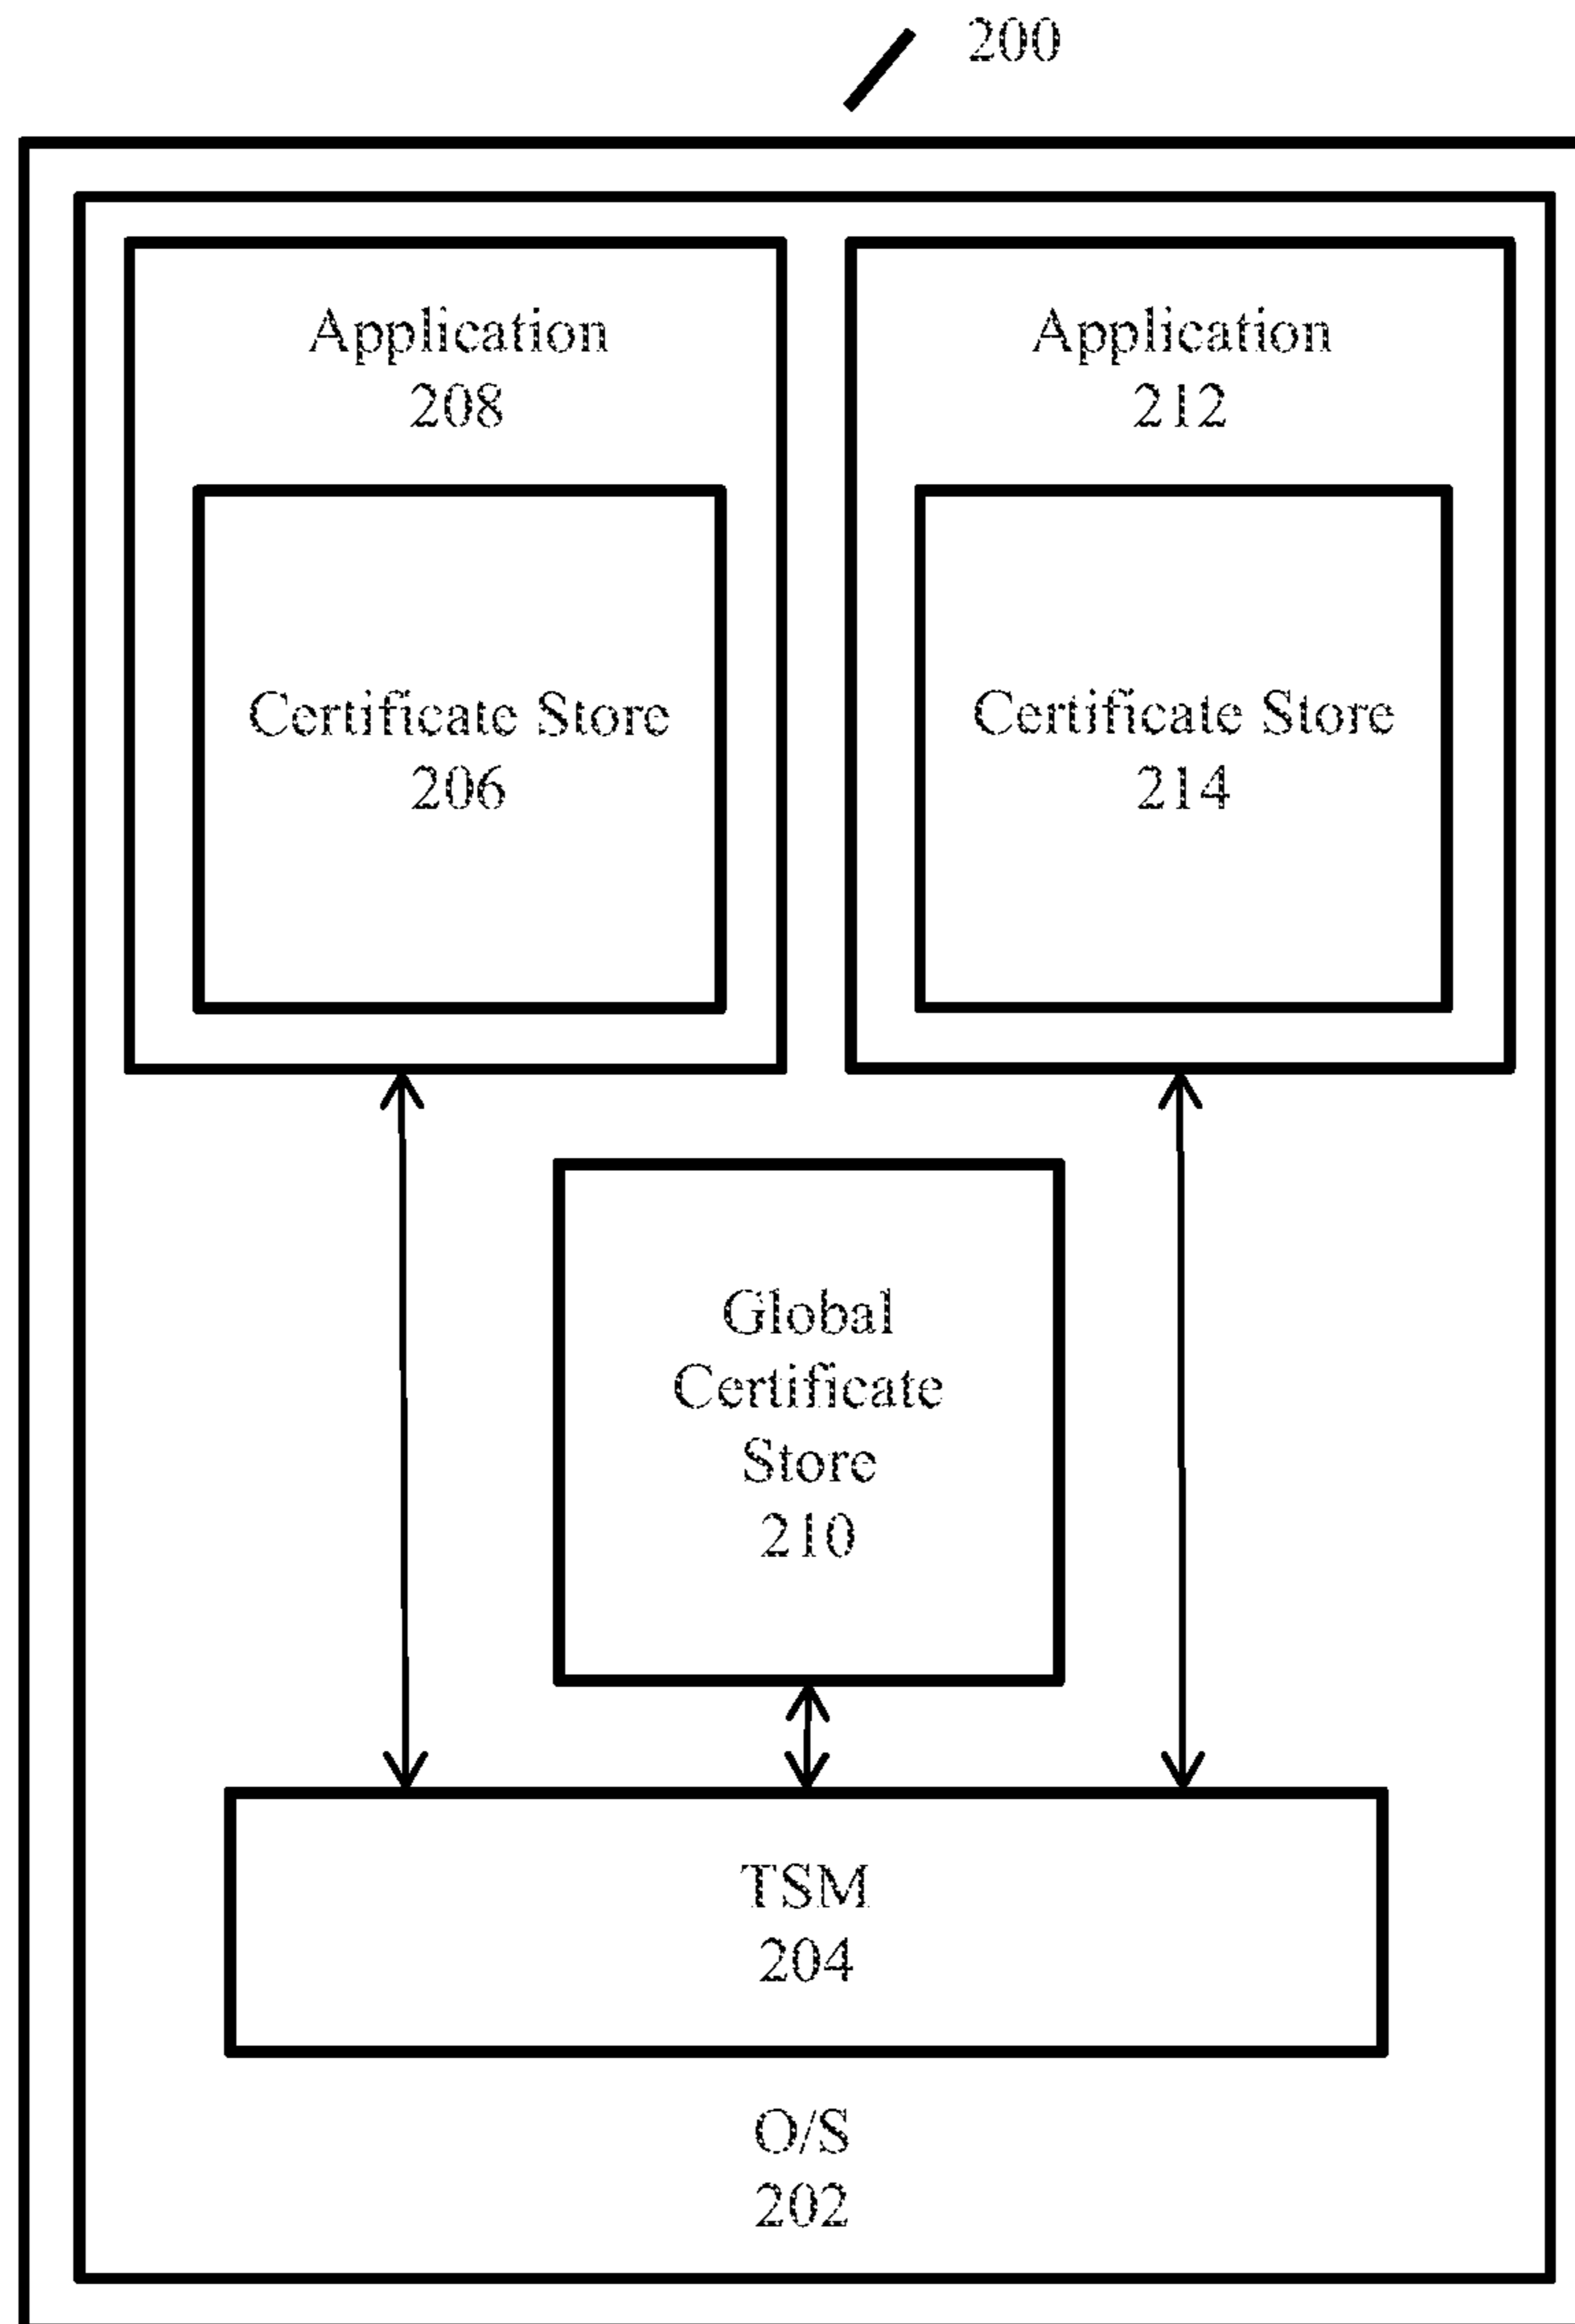 200
Application
208
Application
212
Certificate Store
206
Certificate Store
214
Global
Certificate
Store
210
TSM
204
O/S
202